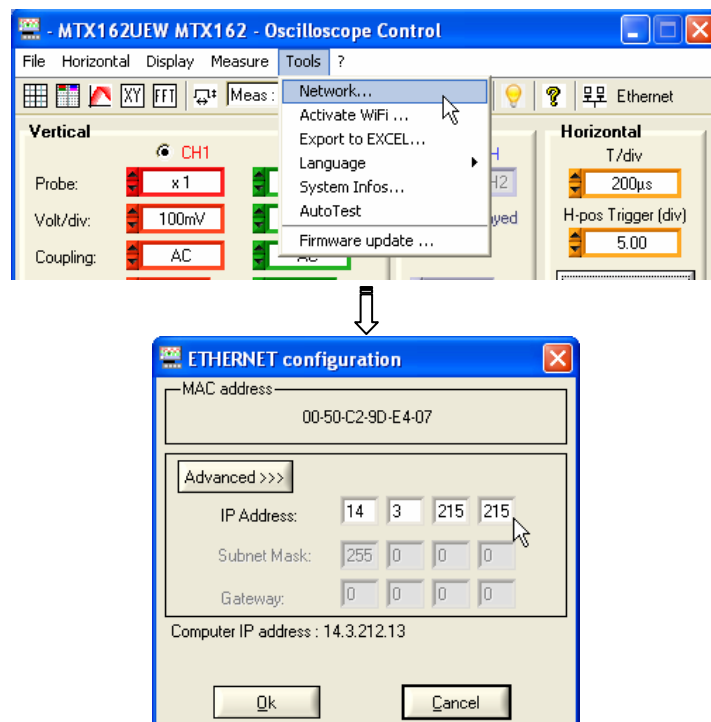 - MTX162UEW MTX162 - Oscilloscope Control
File Horizontal Display Measure Tools ?
XY FFT Meas: ? Ethernet
Network...
Activate WiFi ...
Export to EXCEL...
Language
System Infos...
AutoTest
Firmware update ...
Vertical
CH1
Probe: x 1
Volt/div: 100mV
Coupling: AC
AC
H2
yed
Horizontal
T/div
200µs
H-pos Trigger (div)
5.00
ETHERNET configuration
MAC address
00-50-C2-9D-E4-07
Advanced >>>
IP Address: 14 3 215 215
Subnet Mask: 255 0 0 0
Gateway: 0 0 0 0
Computer IP address : 14.3.212.13
Ok Cancel